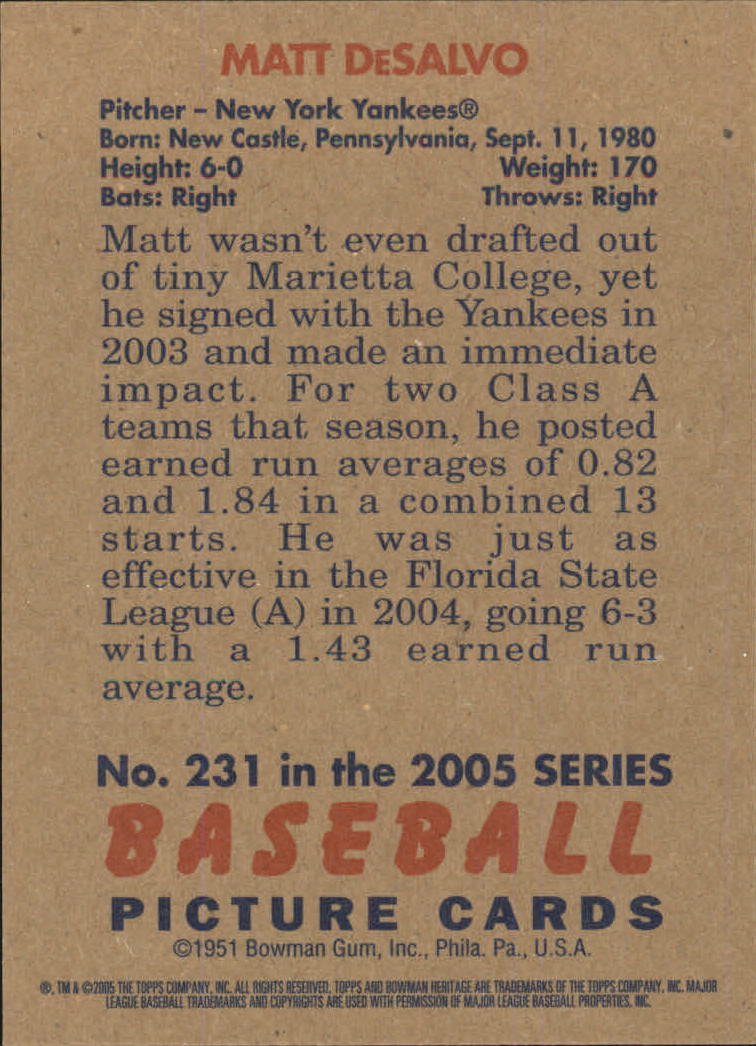 MATT DeSALVO
Pitcher – New York Yankees®
Born: New Castle, Pennsylvania, Sept. 11, 1980
Height: 6-0 Weight: 170
Bats: Right Throws: Right
Matt wasn't even drafted out
of tiny Marietta College, yet
he signed with the Yankees in
2003 and made an immediate
impact. For two Class A
teams that season, he posted
earned run averages of 0.82
and 1.84 in a combined 13
starts. He was just as
effective in the Florida State
League (A) in 2004, going 6-3
with a 1.43 earned run
average.
No. 231 in the 2005 SERIES
BASEBALL
PICTURE CARDS
©1951 Bowman Gum, Inc., Phila. Pa., U.S.A.
®, TM & ©2005 THE TOPPS COMPANY, INC. ALL RIGHTS RESERVED. TOPPS AND BOWMAN HERITAGE ARE TRADEMARKS OF THE TOPPS COMPANY, INC. MAJOR
LEAGUE BASEBALL TRADEMARKS AND COPYRIGHTS ARE USED WITH PERMISSION OF MAJOR LEAGUE BASEBALL PROPERTIES, INC.